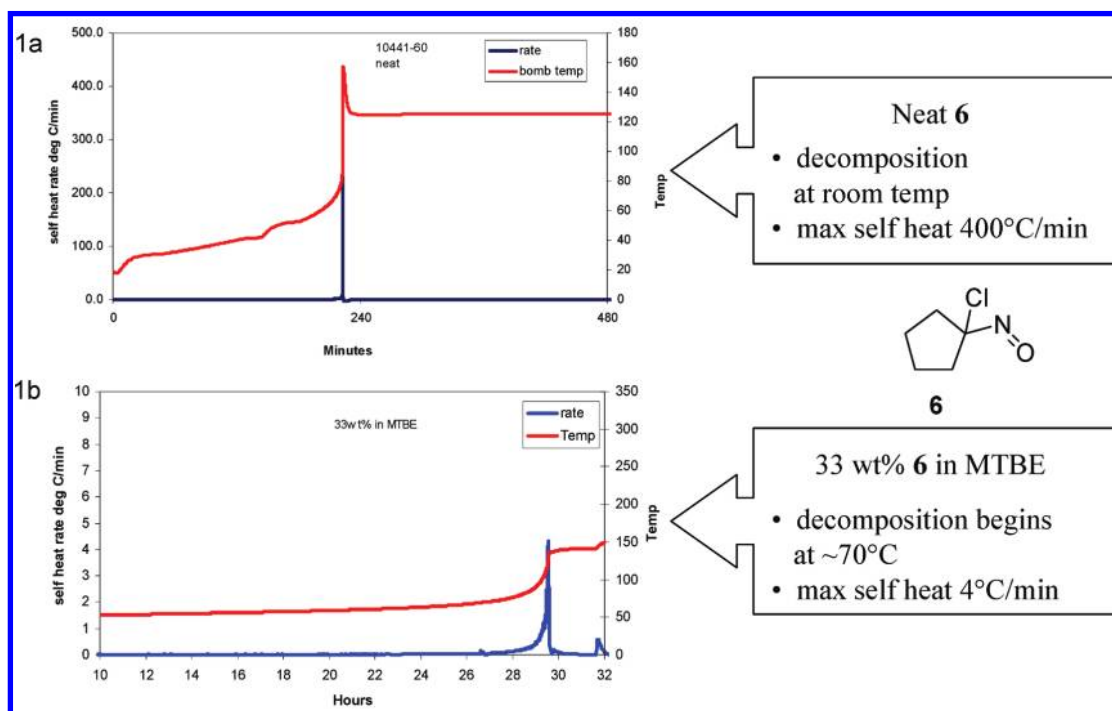 1a
10441-60
neat
rate
bomb temp
self heat rate deg C/min
500.0
400.0
300.0
200.0
100.0
0.0
180
160
140
120
100
80
60
40
20
0
Temp
0
240
480
Minutes
Neat 6
• decomposition
at room temp
• max self heat 400°C/min
Cl
N
O
6
1b
33wt% in MTBE
rate
Temp
self heat rate deg C/min
10
9
8
7
6
5
4
3
2
1
0
350
300
250
200
150
100
50
0
Temp
10 12 14 16 18 20 22 24 26 28 30 32
Hours
33 wt% 6 in MTBE
• decomposition begins
at ~70°C
• max self heat 4°C/min